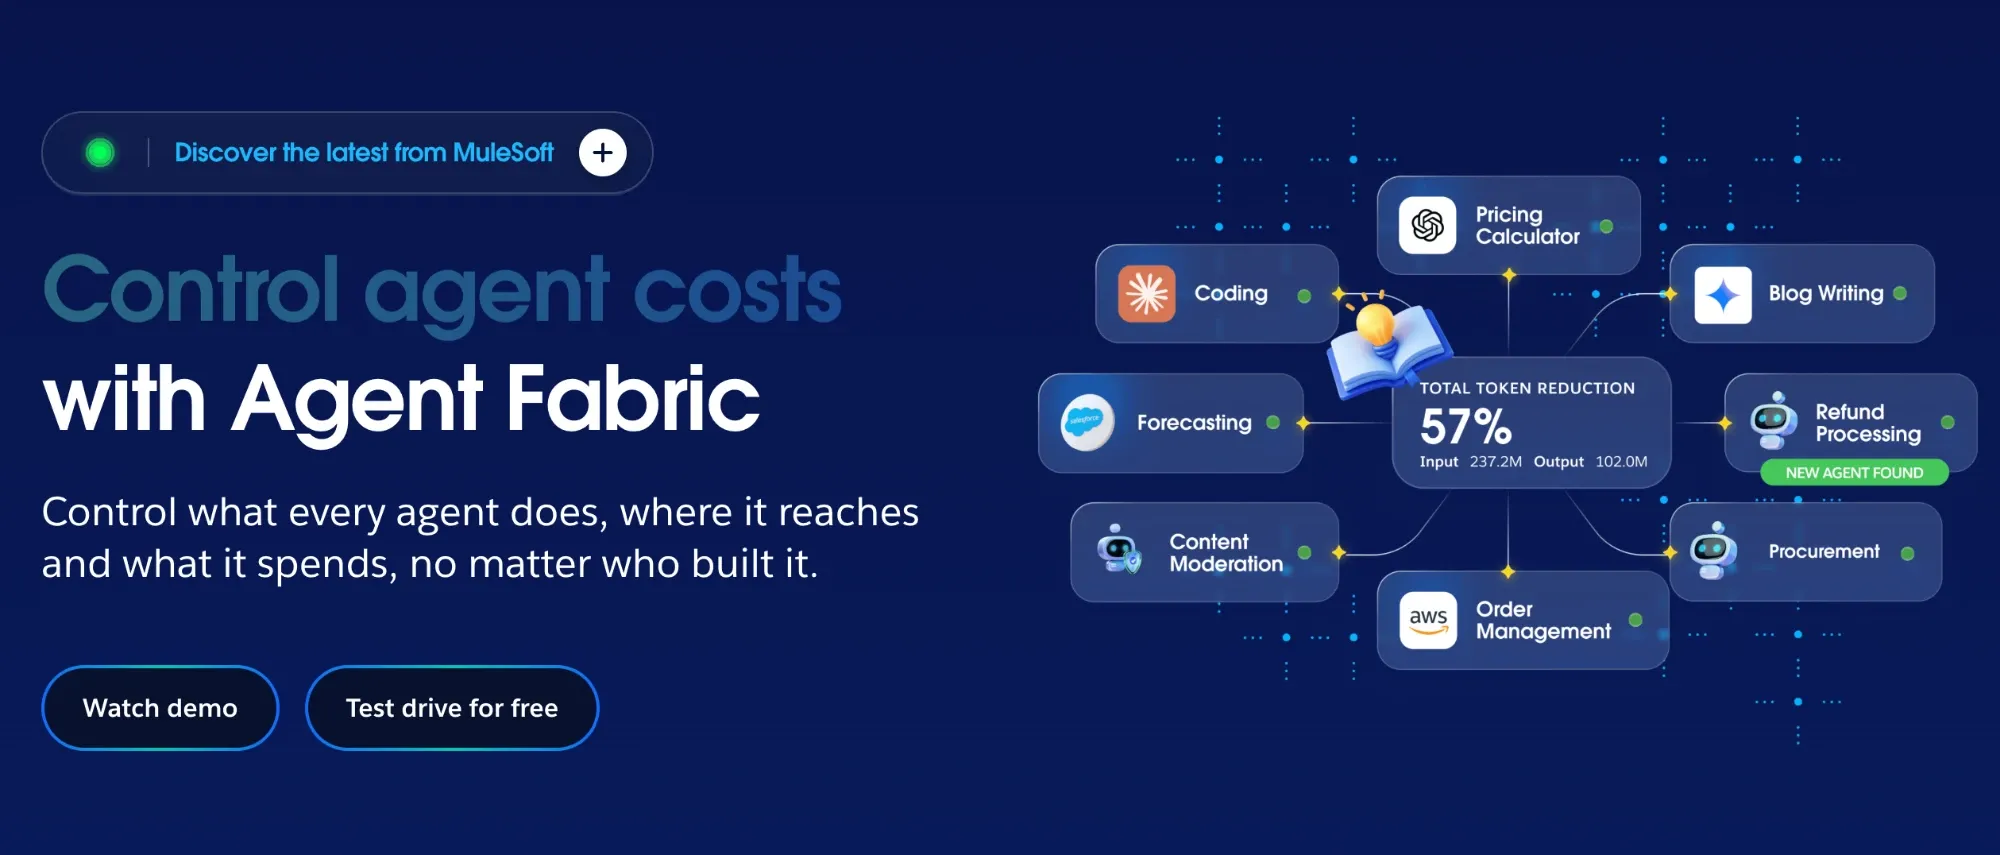 Discover the latest from MuleSoft
Control agent costs
with Agent Fabric
Control what every agent does, where it reaches
and what it spends, no matter who built it.
Watch demo
Test drive for free
Pricing
Calculator
Coding
Blog Writing
TOTAL TOKEN REDUCTION
57%
Input 237.2M Output 102.0M
salesforce
Forecasting
Refund
Processing
NEW AGENT FOUND
Content
Moderation
Procurement
aws
Order
Management